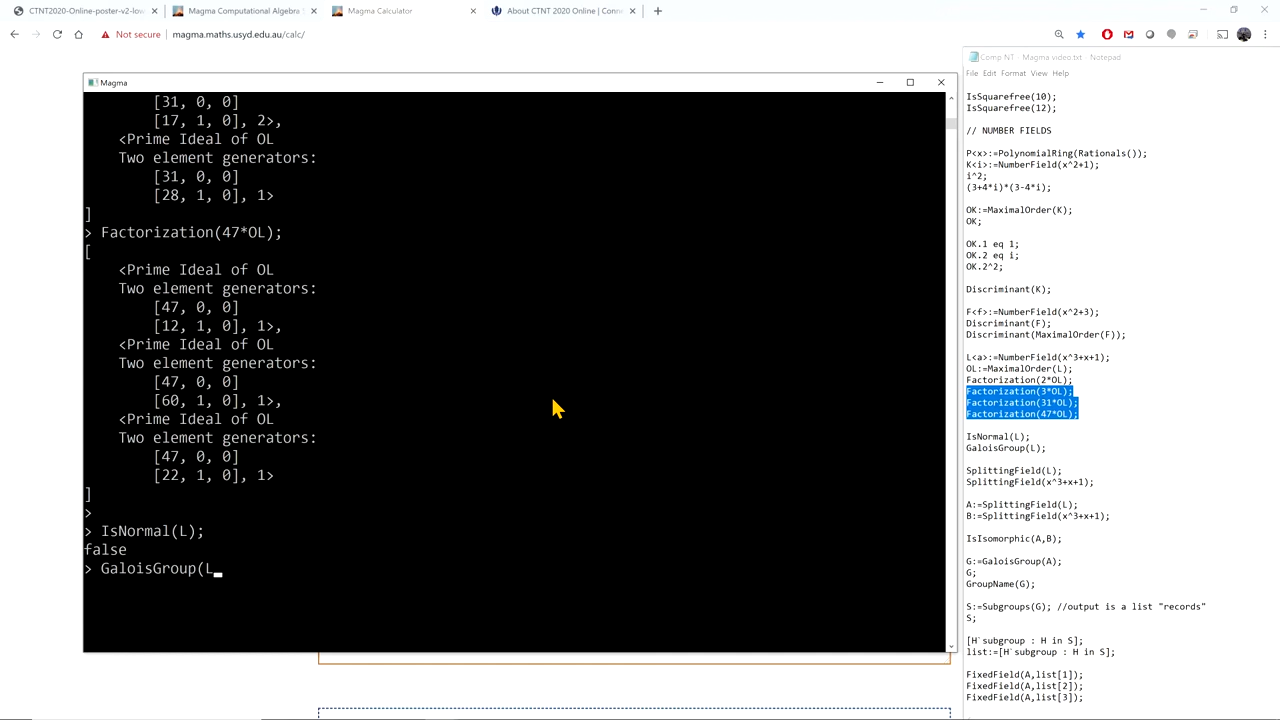 CTNT2020-Online-poster-v2-low
Magma Computational Algebra S
Magma Calculator
About CTNT 2020 Online | Conne
Not secure
magma.maths.usyd.edu.au/calc/
Magma
[31, 0, 0]
[17, 1, 0], 2>,
<Prime Ideal of OL
Two element generators:
[31, 0, 0]
[28, 1, 0], 1>
]
> Factorization(47*OL);
[
<Prime Ideal of OL
Two element generators:
[47, 0, 0]
[12, 1, 0], 1>,
<Prime Ideal of OL
Two element generators:
[47, 0, 0]
[60, 1, 0], 1>,
<Prime Ideal of OL
Two element generators:
[47, 0, 0]
[22, 1, 0], 1>
]
>
> IsNormal(L);
false
> GaloisGroup(L
Comp NT - Magma video.txt - Notepad
File Edit Format View Help
IsSquarefree(10);
IsSquarefree(12);
// NUMBER FIELDS
P<x>:=PolynomialRing(Rationals());
K<i>:=NumberField(x^2+1);
i^2;
(3+4*i)*(3-4*i);
OK:=MaximalOrder(K);
OK;
OK.1 eq 1;
OK.2 eq i;
OK.2^2;
Discriminant(K);
F<f>:=NumberField(x^2+3);
Discriminant(F);
Discriminant(MaximalOrder(F));
L<a>:=NumberField(x^3+x+1);
OL:=MaximalOrder(L);
Factorization(2*OL);
Factorization(3*OL);
Factorization(31*OL);
Factorization(47*OL);
IsNormal(L);
GaloisGroup(L);
SplittingField(L);
SplittingField(x^3+x+1);
A:=SplittingField(L);
B:=SplittingField(x^3+x+1);
IsIsomorphic(A,B);
G:=GaloisGroup(A);
G;
GroupName(G);
S:=Subgroups(G); //output is a list "records"
S;
[H`subgroup : H in S];
list:=[H`subgroup : H in S];
FixedField(A,list[1]);
FixedField(A,list[2]);
FixedField(A,list[3]);